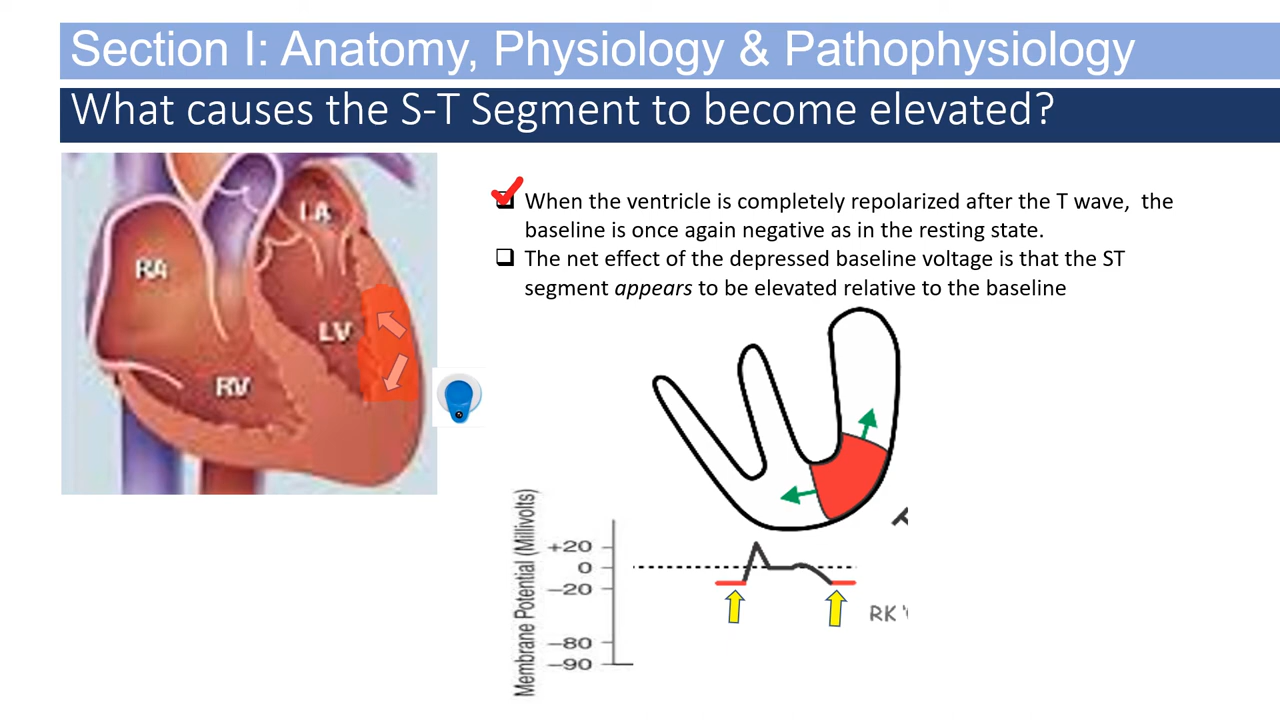 Section I: Anatomy, Physiology & Pathophysiology
What causes the S-T Segment to become elevated?
When the ventricle is completely repolarized after the T wave, the
baseline is once again negative as in the resting state.
The net effect of the depressed baseline voltage is that the ST
segment appears to be elevated relative to the baseline
LA
RA
LV
RV
Membrane Potential (Millivolts)
+20
0
−20
−80
−90
RK